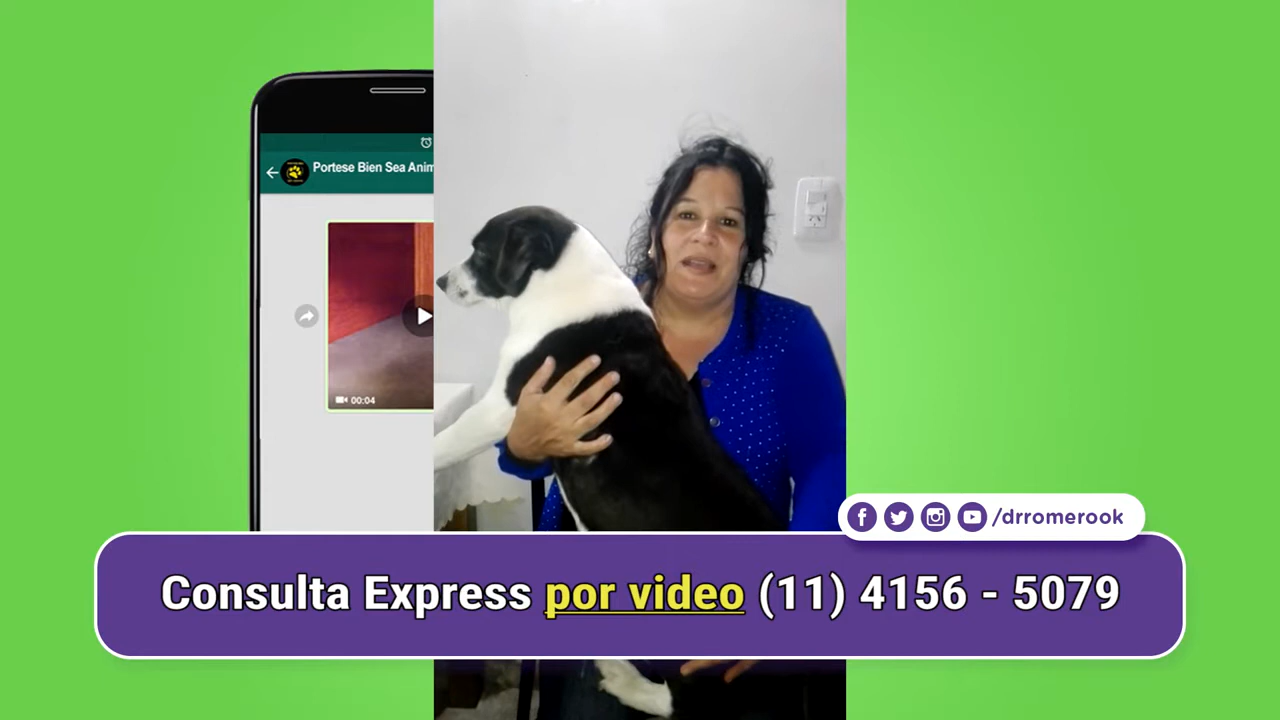 Portese Bien Sea Anim
00:04
/drromerook
Consulta Express por video (11) 4156 - 5079